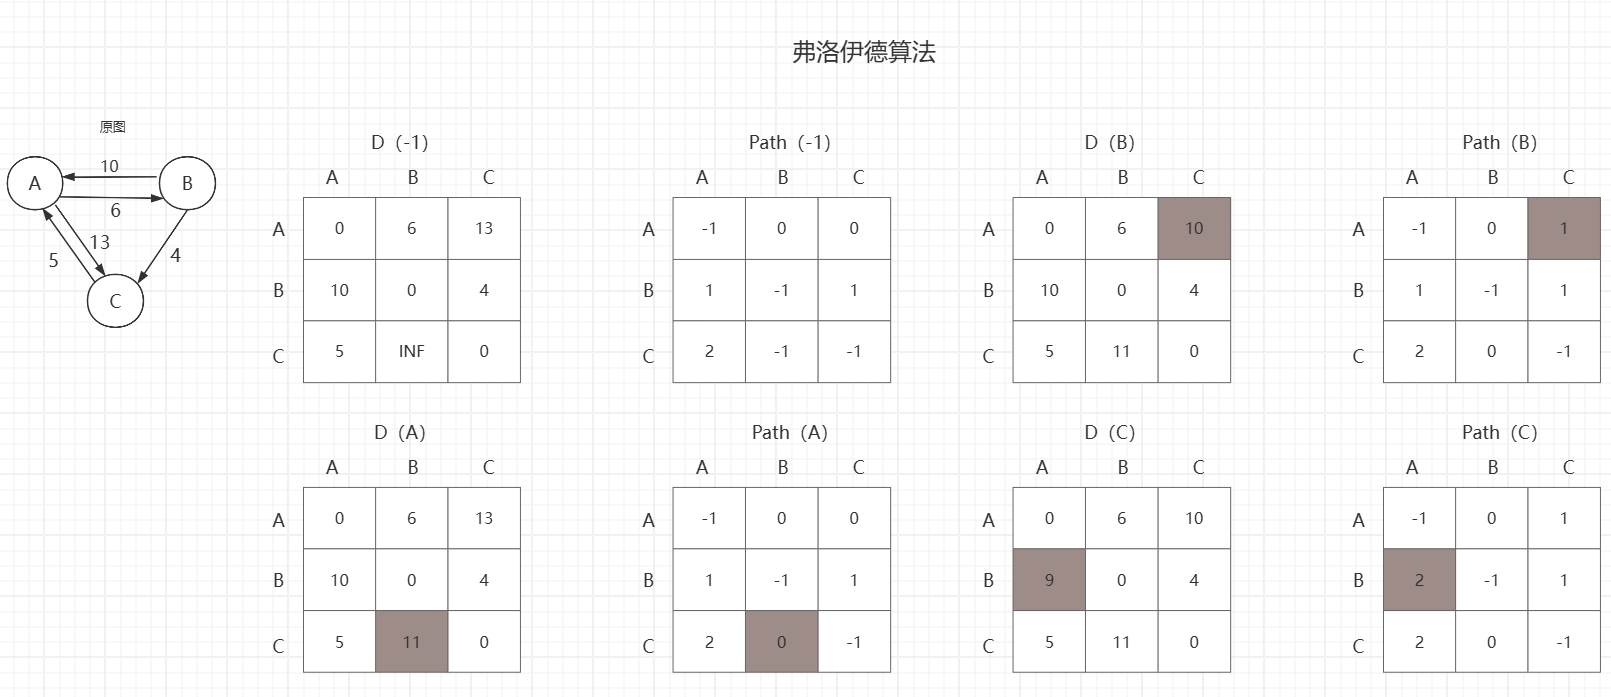 弗洛伊德算法
原图
A
B
C
10
6
13
5
4
D（-1）
A B C
A 0 6 13
B 10 0 4
C 5 INF 0
Path（-1）
A B C
A -1 0 0
B 1 -1 1
C 2 -1 -1
D（B）
A B C
A 0 6 10
B 10 0 4
C 5 11 0
Path（B）
A B C
A -1 0 1
B 1 -1 1
C 2 0 -1
D（A）
A B C
A 0 6 13
B 10 0 4
C 5 11 0
Path（A）
A B C
A -1 0 0
B 1 -1 1
C 2 0 -1
D（C）
A B C
A 0 6 10
B 9 0 4
C 5 11 0
Path（C）
A B C
A -1 0 1
B 2 -1 1
C 2 0 -1